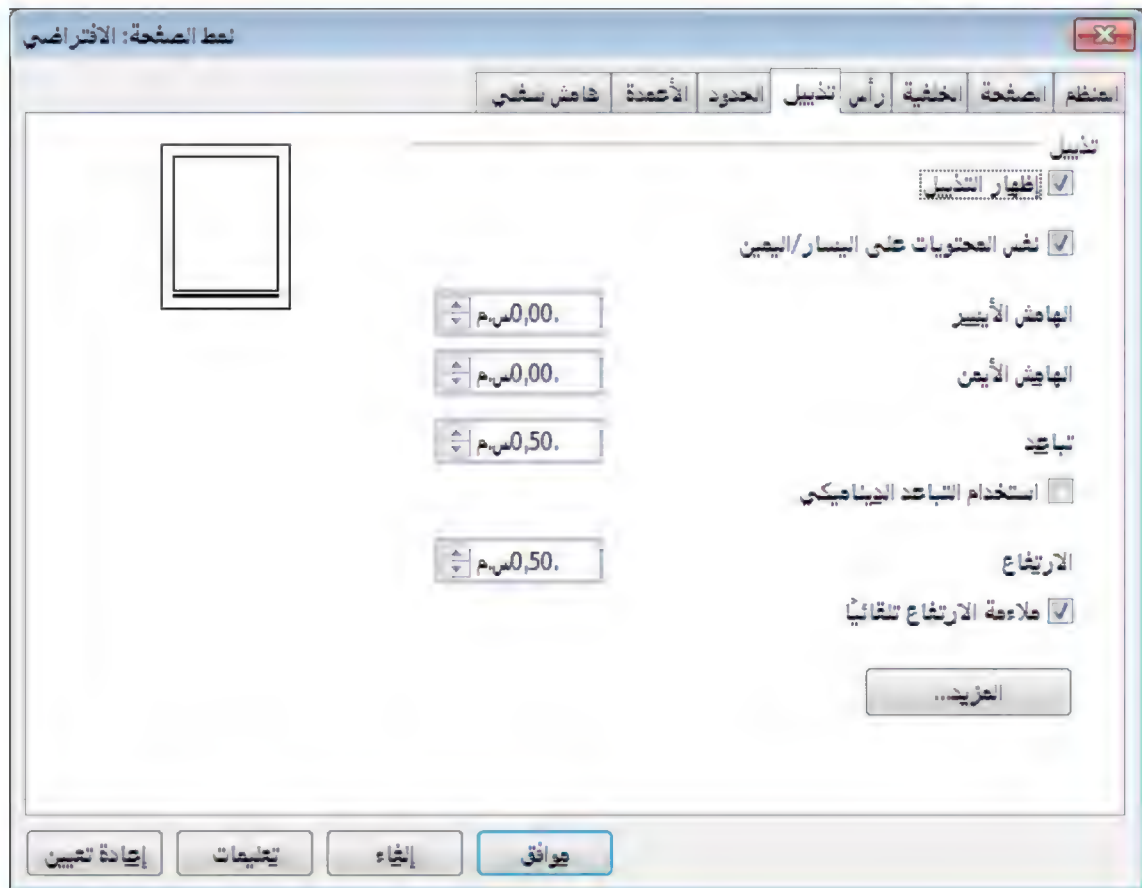 نمط الصفحة: الافتراضي
المنظم الصفحة الخلفية رأس تذييل الحدود الأعمدة هامش سفلي
تذييل
إظهار التذييل
نفس المحتويات على اليسار/اليمين
الهامش الأيسر 0,00س.م.
الهامش الأيمن 0,00س.م.
تباعد 0,50س.م.
استخدام التباعد الديناميكي
الارتفاع 0,50س.م.
ملاءمة الارتفاع تلقائيًا
المزيد...
موافق إلغاء تعليمات إعادة تعيين